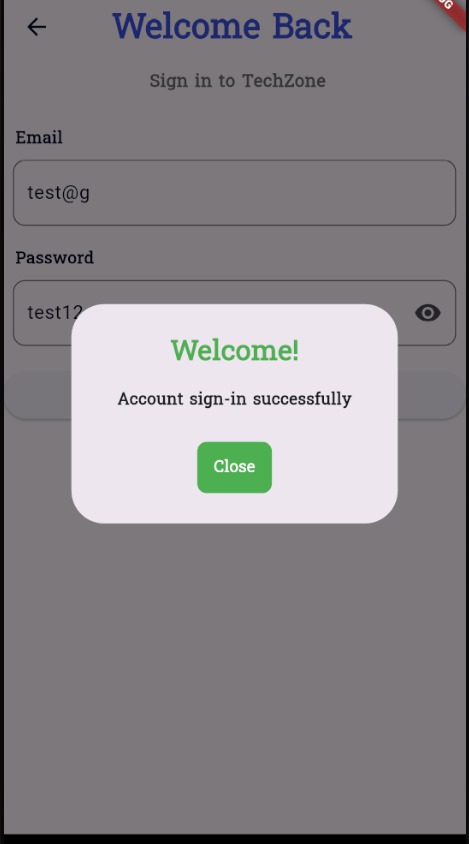 Welcome Back
Sign in to TechZone
Email
test@g
Password
test12
Welcome!
Account sign-in successfully
Close